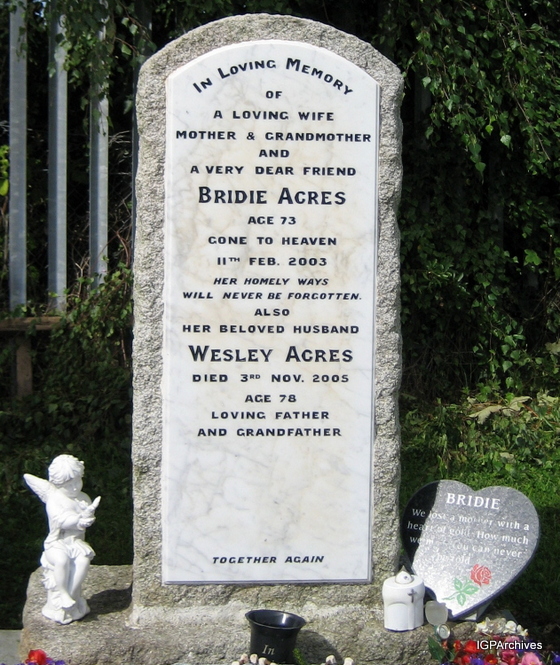 In Loving Memory
OF
A LOVING WIFE
MOTHER & GRANDMOTHER
AND
A VERY DEAR FRIEND
BRIDIE ACRES
AGE 73
GONE TO HEAVEN
11TH FEB. 2003
HER HOMELY WAYS
WILL NEVER BE FORGOTTEN.
ALSO
HER BELOVED HUSBAND
WESLEY ACRES
DIED 3RD NOV. 2005
AGE 78
LOVING FATHER
AND GRANDFATHER
TOGETHER AGAIN
BRIDIE
We lost a mother with a
heart of gold. How much
you can never
In
IGPArchives